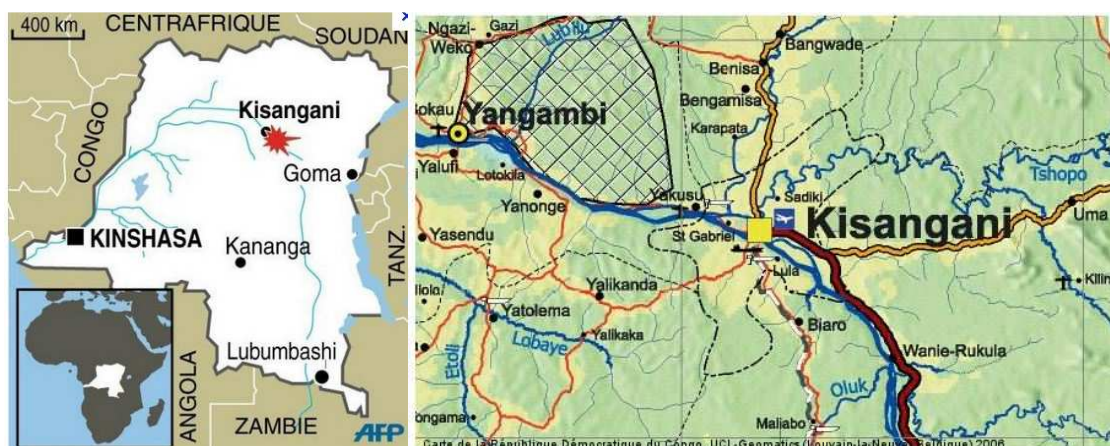 400 km
CENTRAFRIQUE
SOUDAN
CONGO
Kisangani
Goma
KINSHASA
Kananga
TANZ.
Lubumbashi
ANGOLA
ZAMBIE
AFP
Ngazi-
Weko
Gazi
Lubilu
Bangwade
Benisa
Bengamisa
Yangambi
Karapata
Yalufi
Lotokila
Yanonge
Yakusu
Sadiki
Tshopo
Kisangani
Uma
St Gabriel
Yasendu
Lula
Yalikanda
Yatolema
Biaro
Yalikaka
Lobaye
Etoli
Wanie-Rukula
Oluk
Maliabo
Carte de la République Démocratique du Congo, UCL-Geomatics (Louvain-la-Neuve, Belgique) 2006